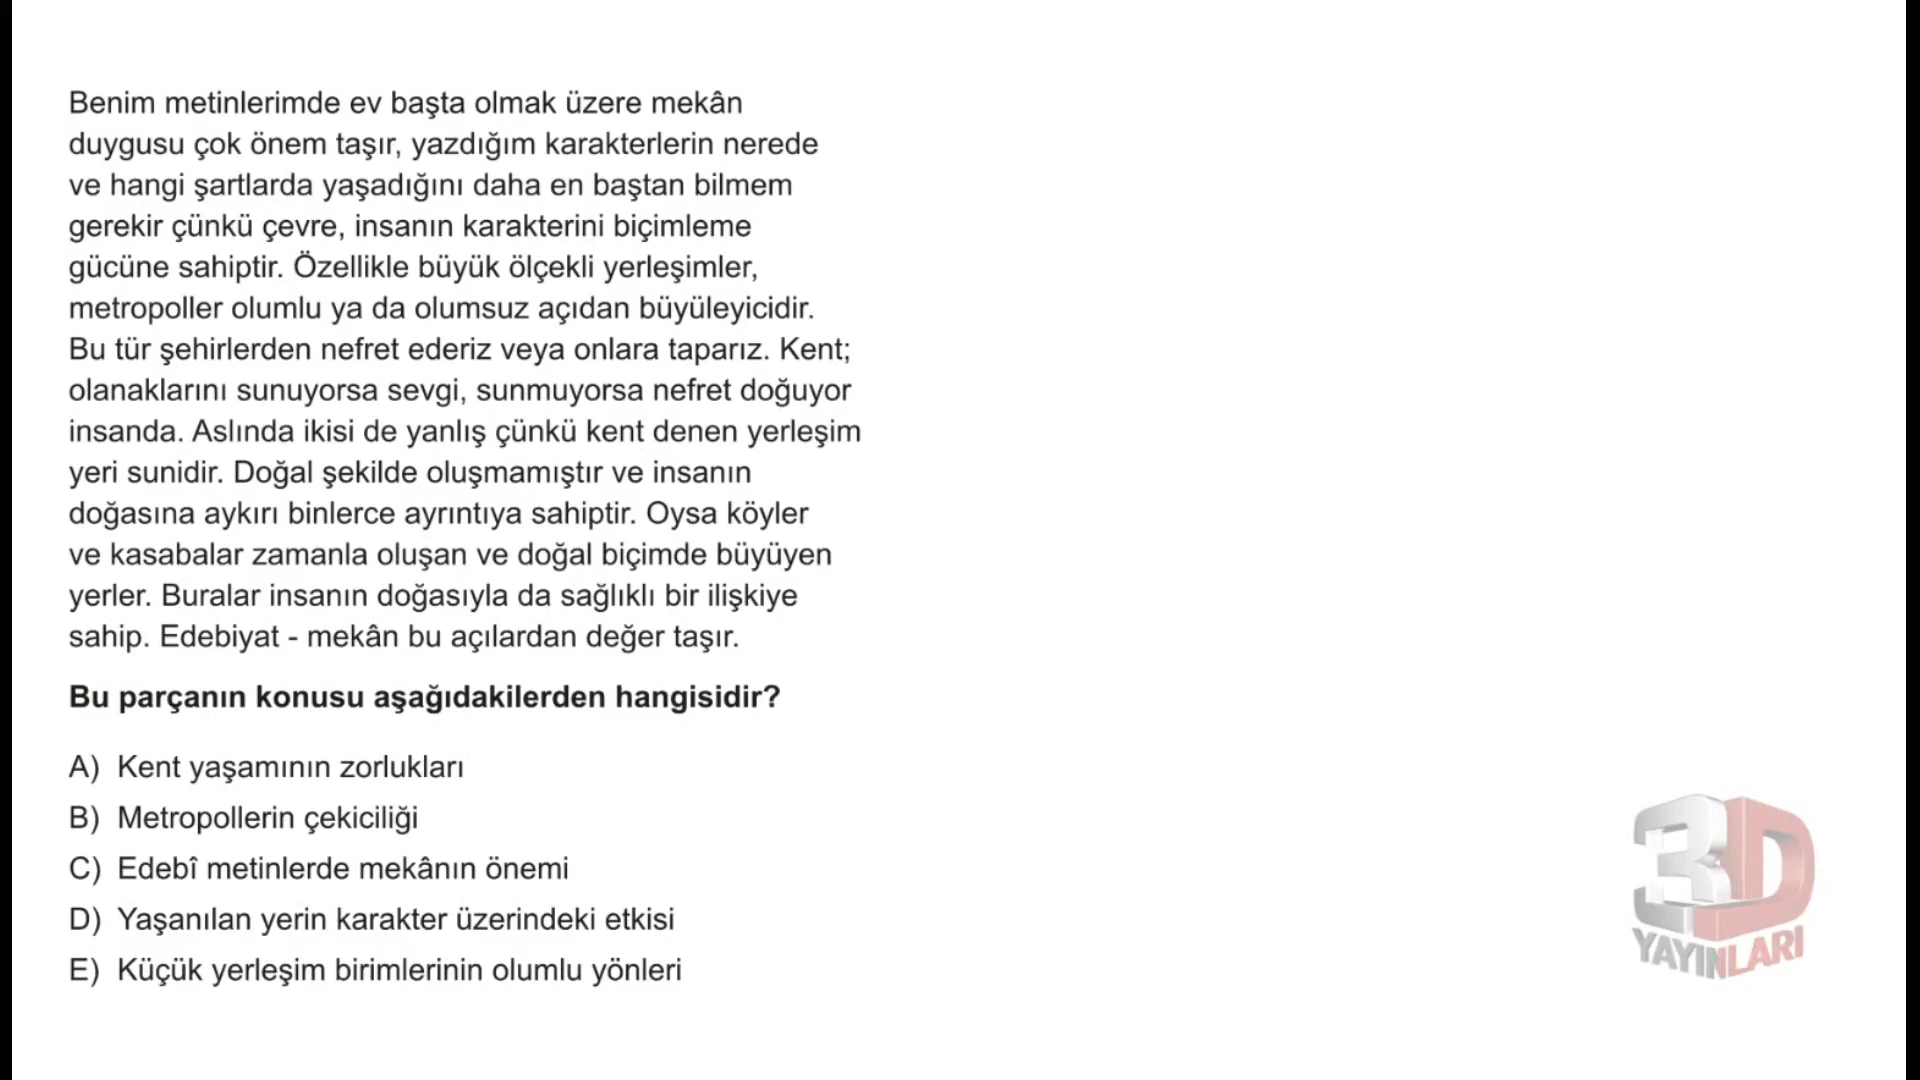 Benim metinlerimde ev başta olmak üzere mekân
duygusu çok önem taşır, yazdığım karakterlerin nerede
ve hangi şartlarda yaşadığını daha en baştan bilmem
gerekir çünkü çevre, insanın karakterini biçimleme
gücüne sahiptir. Özellikle büyük ölçekli yerleşimler,
metropoller olumlu ya da olumsuz açıdan büyüleyicidir.
Bu tür şehirlerden nefret ederiz veya onlara taparız. Kent;
olanaklarını sunuyorsa sevgi, sunmuyorsa nefret doğuyor
insanda. Aslında ikisi de yanlış çünkü kent denen yerleşim
yeri sunidir. Doğal şekilde oluşmamıştır ve insanın
doğasına aykırı binlerce ayrıntıya sahiptir. Oysa köyler
ve kasabalar zamanla oluşan ve doğal biçimde büyüyen
yerler. Buralar insanın doğasıyla da sağlıklı bir ilişkiye
sahip. Edebiyat - mekân bu açılardan değer taşır.
Bu parçanın konusu aşağıdakilerden hangisidir?
A) Kent yaşamının zorlukları
B) Metropollerin çekiciliği
C) Edebî metinlerde mekânın önemi
D) Yaşanılan yerin karakter üzerindeki etkisi
E) Küçük yerleşim birimlerinin olumlu yönleri
3D
YAYINLARI